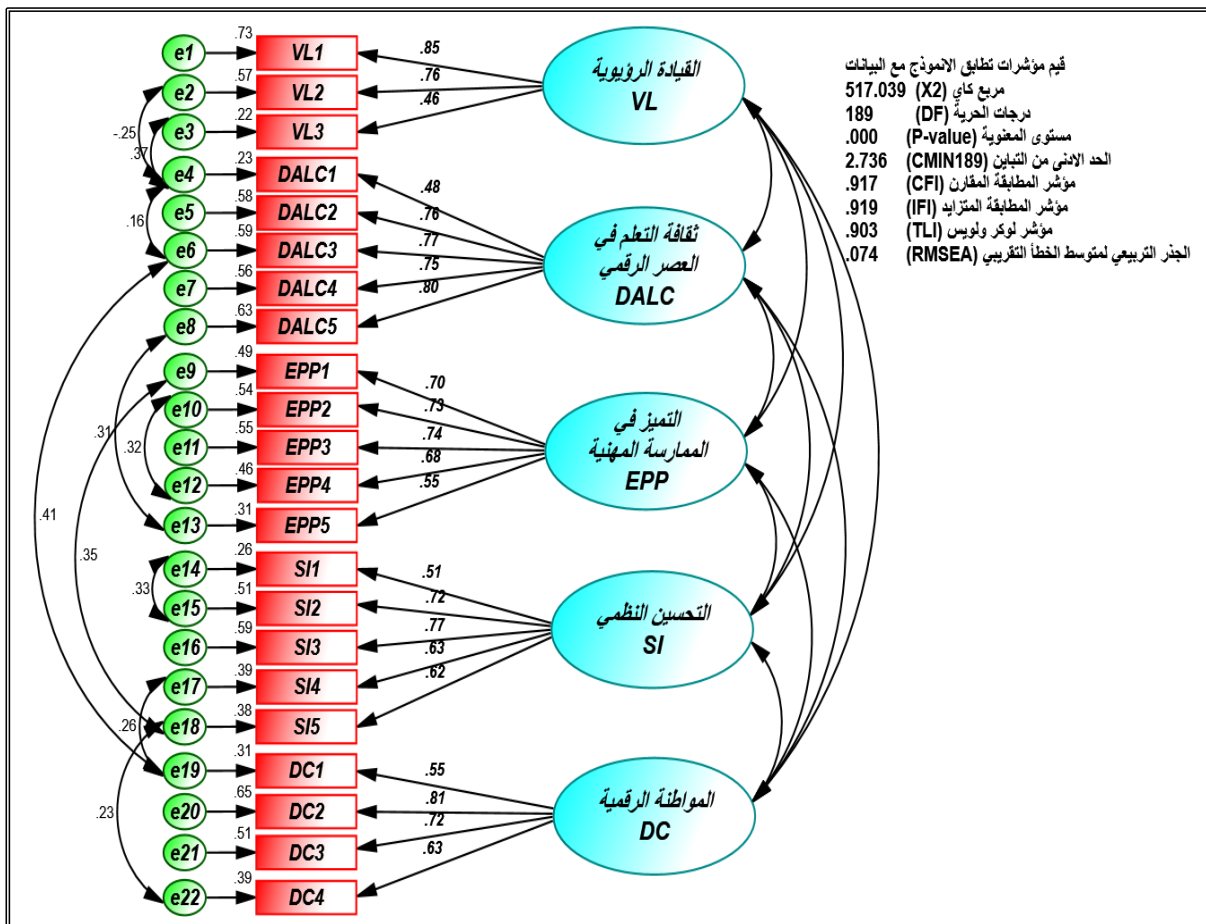 قيم مؤشرات تطابق الانموذج مع البيانات
مربع كاي (X2) 517.039
درجات الحرية (DF) 189
مستوى المعنوية (P-value) .000
الحد الادنى من التباين (CMIN189) 2.736
مؤشر المطابقة المقارن (CFI) .917
مؤشر المطابقة المتزايد (IFI) .919
مؤشر لوكر ولويس (TLI) .903
الجذر التربيعي لمتوسط الخطأ التقريبي (RMSEA) .074
القيادة الرؤيوية
VL
e1 .73 VL1 .85
e2 .57 VL2 .76
e3 .22 VL3 .46
-.25
.37
ثقافة التعلم في
العصر الرقمي
DALC
e4 .23 DALC1 .48
e5 .58 DALC2 .76
e6 .59 DALC3 .77
e7 .56 DALC4 .75
e8 .63 DALC5 .80
.16
التميز في
الممارسة المهنية
EPP
e9 .49 EPP1 .70
e10 .54 EPP2 .73
e11 .55 EPP3 .74
e12 .46 EPP4 .68
e13 .31 EPP5 .55
.31
.32
.41
.35
التحسين النظمي
SI
e14 .26 SI1 .51
e15 .51 SI2 .72
e16 .59 SI3 .77
e17 .39 SI4 .63
e18 .38 SI5 .62
.33
.26
المواطنة الرقمية
DC
e19 .31 DC1 .55
e20 .65 DC2 .81
e21 .51 DC3 .72
e22 .39 DC4 .63
.23